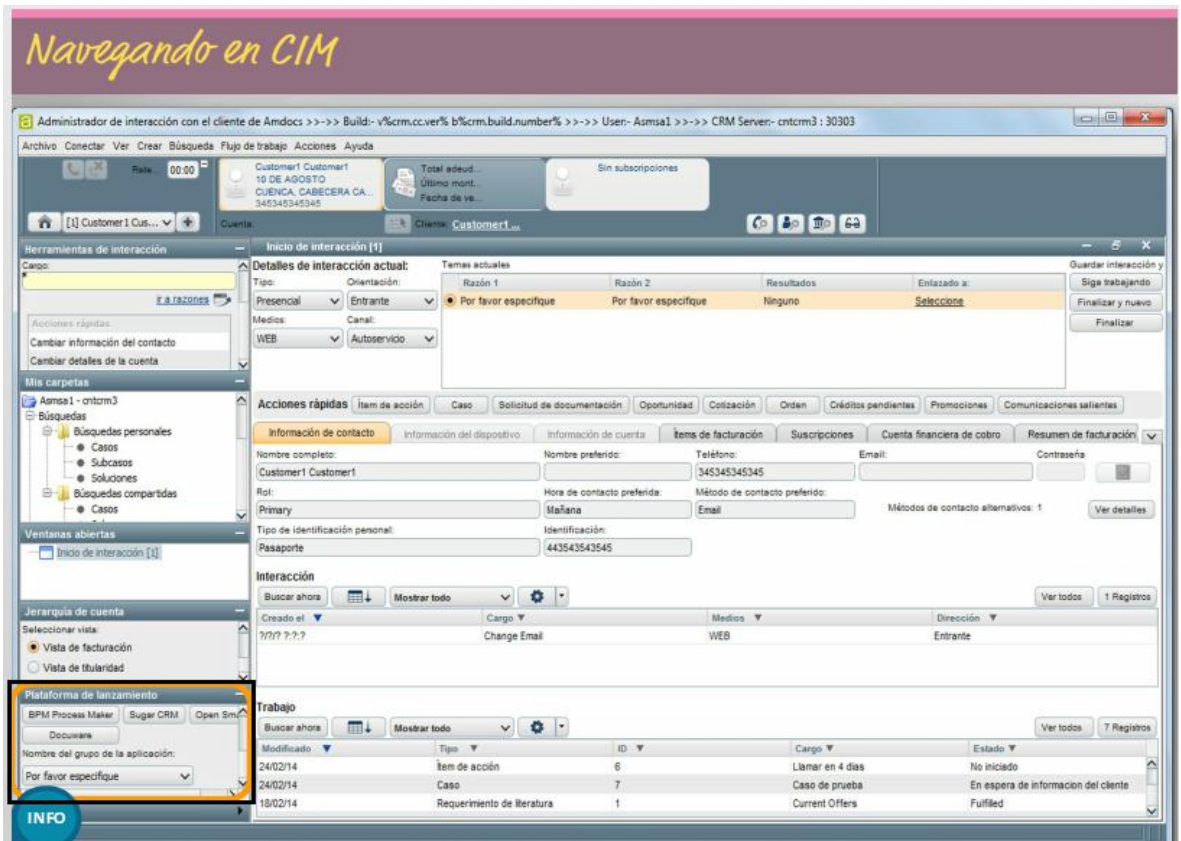 Navegando en CIM
Administrador de interacción con el cliente de Amdocs >>->> Build:- v%crm.cc.ver% b%crm.build.number% >>->> User:- Asmsa1 >>->> CRM Server:- cntcrm3 : 30303
Archivo Conectar Ver Crear Búsqueda Flujo de trabajo Acciones Ayuda
00:00
Customer1 Customer1
10 DE AGOSTO
CUENCA, CABECERA CA...
345345345345
Total adeud...
Último mont...
Fecha de ve...
Sin subscripciones
[1] Customer1 Cus...
Cuenta:
Cliente: Customer1 ...
Herramientas de interacción
Cargo:
*
ir a razones
Acciones rápidas
Cambiar información del contacto
Cambiar detalles de la cuenta
Mis carpetas
Asmsa1 - cntcrm3
Búsquedas
Búsquedas personales
Casos
Subcasos
Soluciones
Búsquedas compartidas
Casos
Ventanas abiertas
Inicio de interacción [1]
Jerarquía de cuenta
Seleccionar vista:
Vista de facturación
Vista de titularidad
Plataforma de lanzamiento
BPM Process Maker Sugar CRM Open Sm
Docuware
Nombre del grupo de la aplicación:
Por favor especifique
INFO
Inicio de interacción [1]
Detalles de interacción actual:
Tipo: Orientación:
Presencial Entrante
Medios: Canal:
WEB Autoservicio
Temas actuales
Razón 1 Razón 2 Resultados Enlazado a:
Por favor especifique Por favor especifique Ninguno Seleccione
Guardar interacción y
Siga trabajando
Finalizar y nuevo
Finalizar
Acciones rápidas Ítem de acción Caso Solicitud de documentación Oportunidad Cotización Orden Créditos pendientes Promociones Comunicaciones salientes
Información de contacto Información del dispositivo Información de cuenta Ítems de facturación Suscripciones Cuenta financiera de cobro Resumen de facturación
Nombre completo: Nombre preferido: Teléfono: Email: Contraseña
Customer1 Customer1 345345345345
Rol: Hora de contacto preferida: Método de contacto preferido:
Primary Mañana Email Métodos de contacto alternativos: 1 Ver detalles
Tipo de identificación personal: Identificación:
Pasaporte 443543543545
Interacción
Buscar ahora Mostrar todo Ver todos 1 Registros
Creado el Cargo Medios Dirección
?/?/? ?:?:? Change Email WEB Entrante
Trabajo
Buscar ahora Mostrar todo Ver todos 7 Registros
Modificado Tipo ID Cargo Estado
24/02/14 Ítem de acción 6 Llamar en 4 dias No iniciado
24/02/14 Caso 7 Caso de prueba En espera de informacion del cliente
18/02/14 Requerimiento de literatura 1 Current Offers Fulfilled